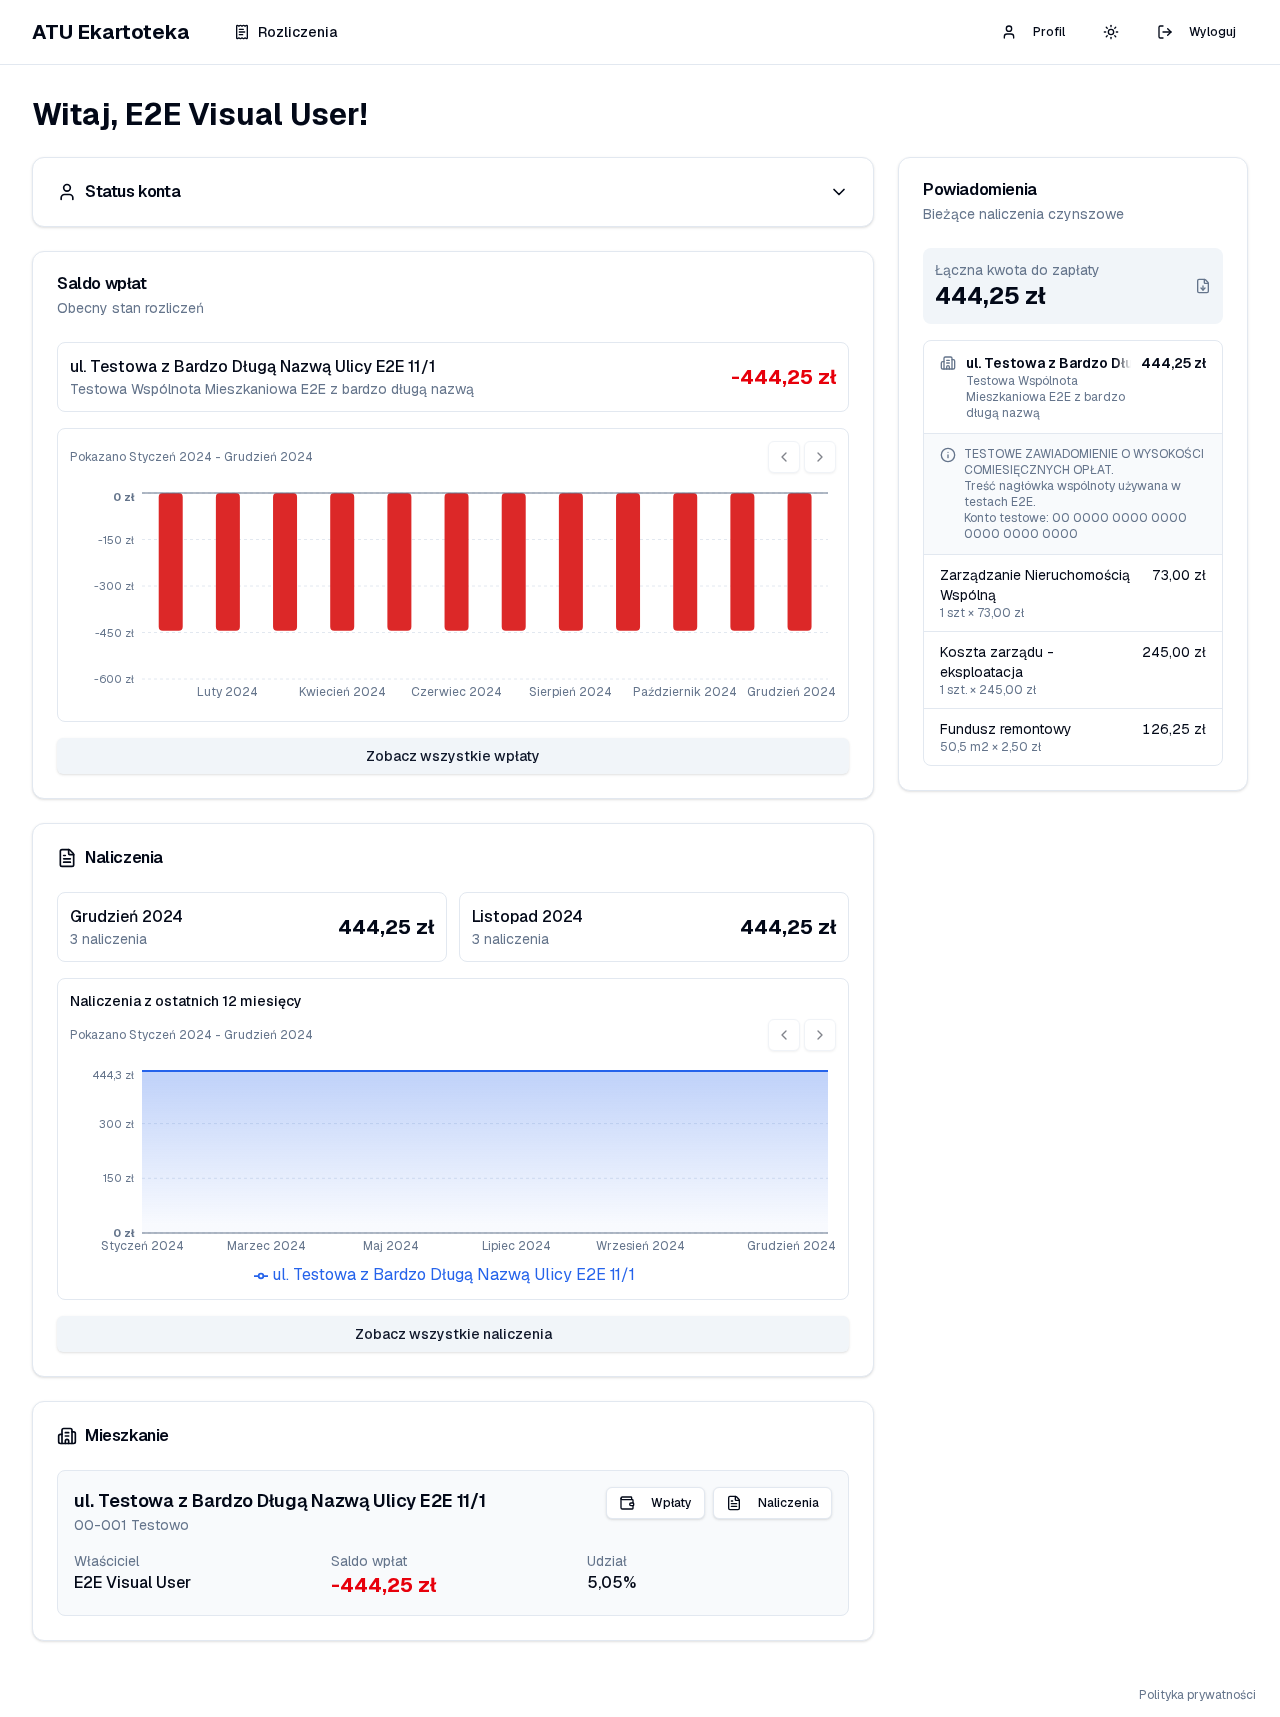 ATU Ekartoteka
Rozliczenia
Profil
Wyloguj
Witaj, E2E Visual User!
Status konta
Saldo wpłat
Obecny stan rozliczeń
ul. Testowa z Bardzo Długą Nazwą Ulicy E2E 11/1
Testowa Wspólnota Mieszkaniowa E2E z bardzo długą nazwą
-444,25 zł
Pokazano Styczeń 2024 - Grudzień 2024
0 zł
-150 zł
-300 zł
-450 zł
-600 zł
Luty 2024 Kwiecień 2024 Czerwiec 2024 Sierpień 2024 Październik 2024 Grudzień 2024
Zobacz wszystkie wpłaty
Naliczenia
Grudzień 2024
3 naliczenia
444,25 zł
Listopad 2024
3 naliczenia
444,25 zł
Naliczenia z ostatnich 12 miesięcy
Pokazano Styczeń 2024 - Grudzień 2024
444,3 zł
300 zł
150 zł
0 zł
Styczeń 2024 Marzec 2024 Maj 2024 Lipiec 2024 Wrzesień 2024 Grudzień 2024
ul. Testowa z Bardzo Długą Nazwą Ulicy E2E 11/1
Zobacz wszystkie naliczenia
Mieszkanie
ul. Testowa z Bardzo Długą Nazwą Ulicy E2E 11/1
00-001 Testowo
Wpłaty
Naliczenia
Właściciel
E2E Visual User
Saldo wpłat
-444,25 zł
Udział
5,05%
Powiadomienia
Bieżące naliczenia czynszowe
Łączna kwota do zapłaty
444,25 zł
ul. Testowa z Bardzo Dłu 444,25 zł
Testowa Wspólnota
Mieszkaniowa E2E z bardzo
długą nazwą
TESTOWE ZAWIADOMIENIE O WYSOKOŚCI
COMIESIĘCZNYCH OPŁAT.
Treść nagłówka wspólnoty używana w
testach E2E.
Konto testowe: 00 0000 0000 0000
0000 0000 0000
Zarządzanie Nieruchomością
Wspólną
73,00 zł
1 szt × 73,00 zł
Koszta zarządu -
eksploatacja
245,00 zł
1 szt. × 245,00 zł
Fundusz remontowy
126,25 zł
50,5 m2 × 2,50 zł
Polityka prywatności